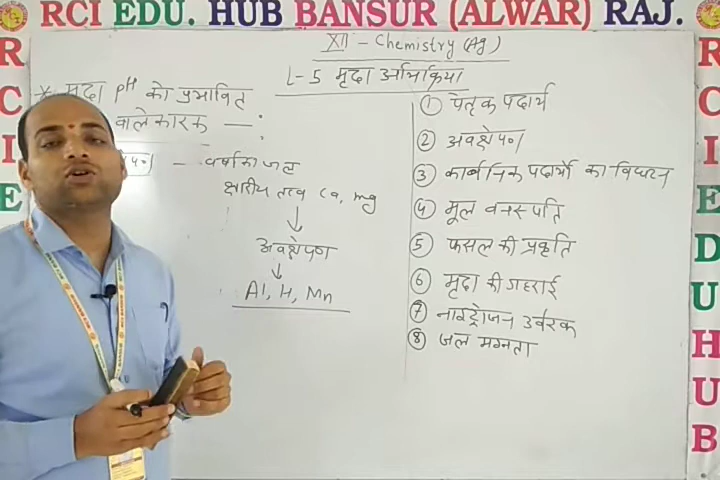 RCI EDU. HUB BANSUR (ALWAR) RAJ.
XII - Chemistry (Ag)
L-5 मृदा अभिक्रिया
* मृदा pH को प्रभावित
वाले कारक — :
— वर्षा का जल
क्षारीय तत्व Ca, mg
↓
अवक्षेपण
↓
Al, H, Mn
① पैतृक पदार्थ
② अवक्षेपण
③ कार्बनिक पदार्थो का विघटन
④ मूल वनस्पति
⑤ फसल की प्रकृति
⑥ मृदा की गहराई
⑦ नाइट्रोजन उर्वरक
⑧ जल मग्नता
R
C
I
E
R
C
I
E
D
U
H
U
B